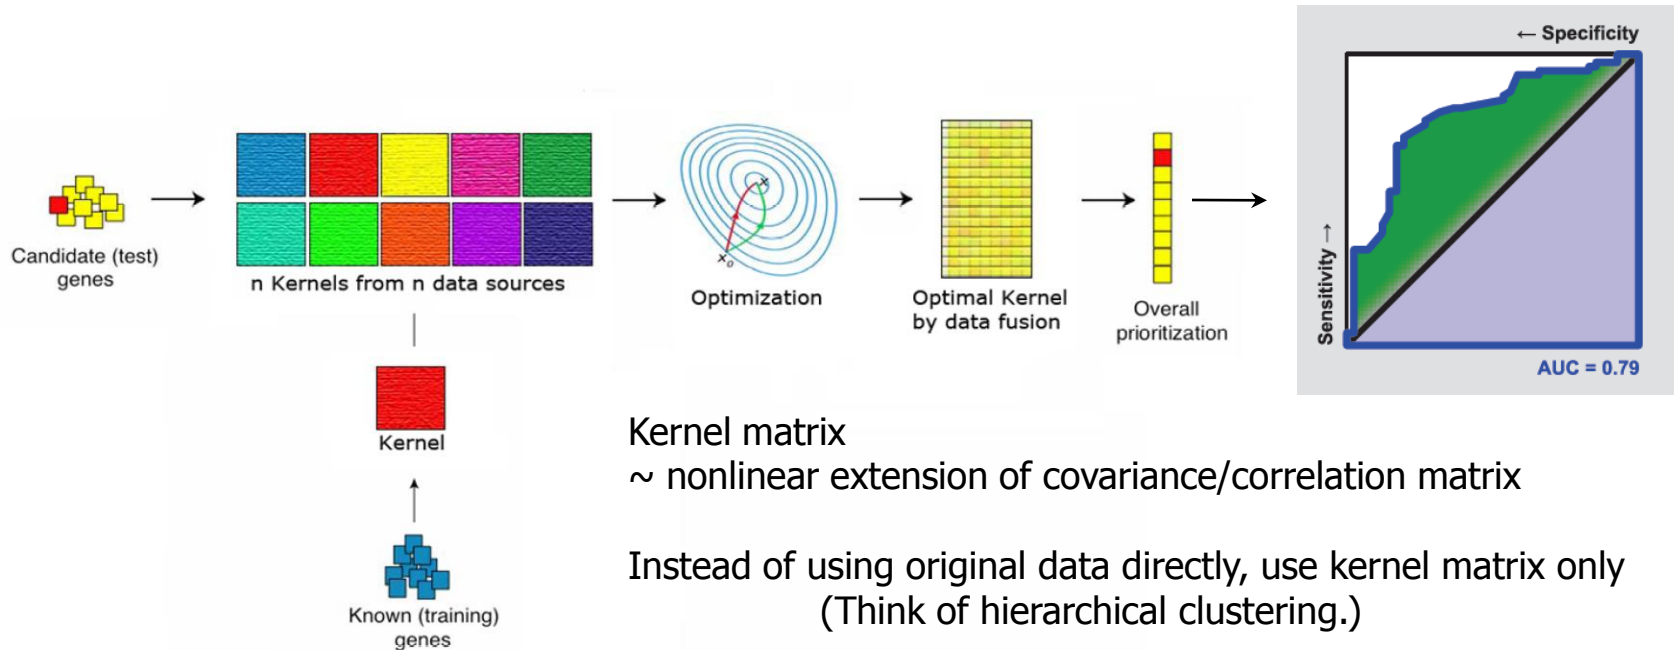 ← Specificity
Sensitivity →
AUC = 0.79
Candidate (test)
genes
n Kernels from n data sources
x
x₀
Optimization
Optimal Kernel
by data fusion
Overall
prioritization
Kernel
Known (training)
genes
Kernel matrix
~ nonlinear extension of covariance/correlation matrix
Instead of using original data directly, use kernel matrix only
(Think of hierarchical clustering.)